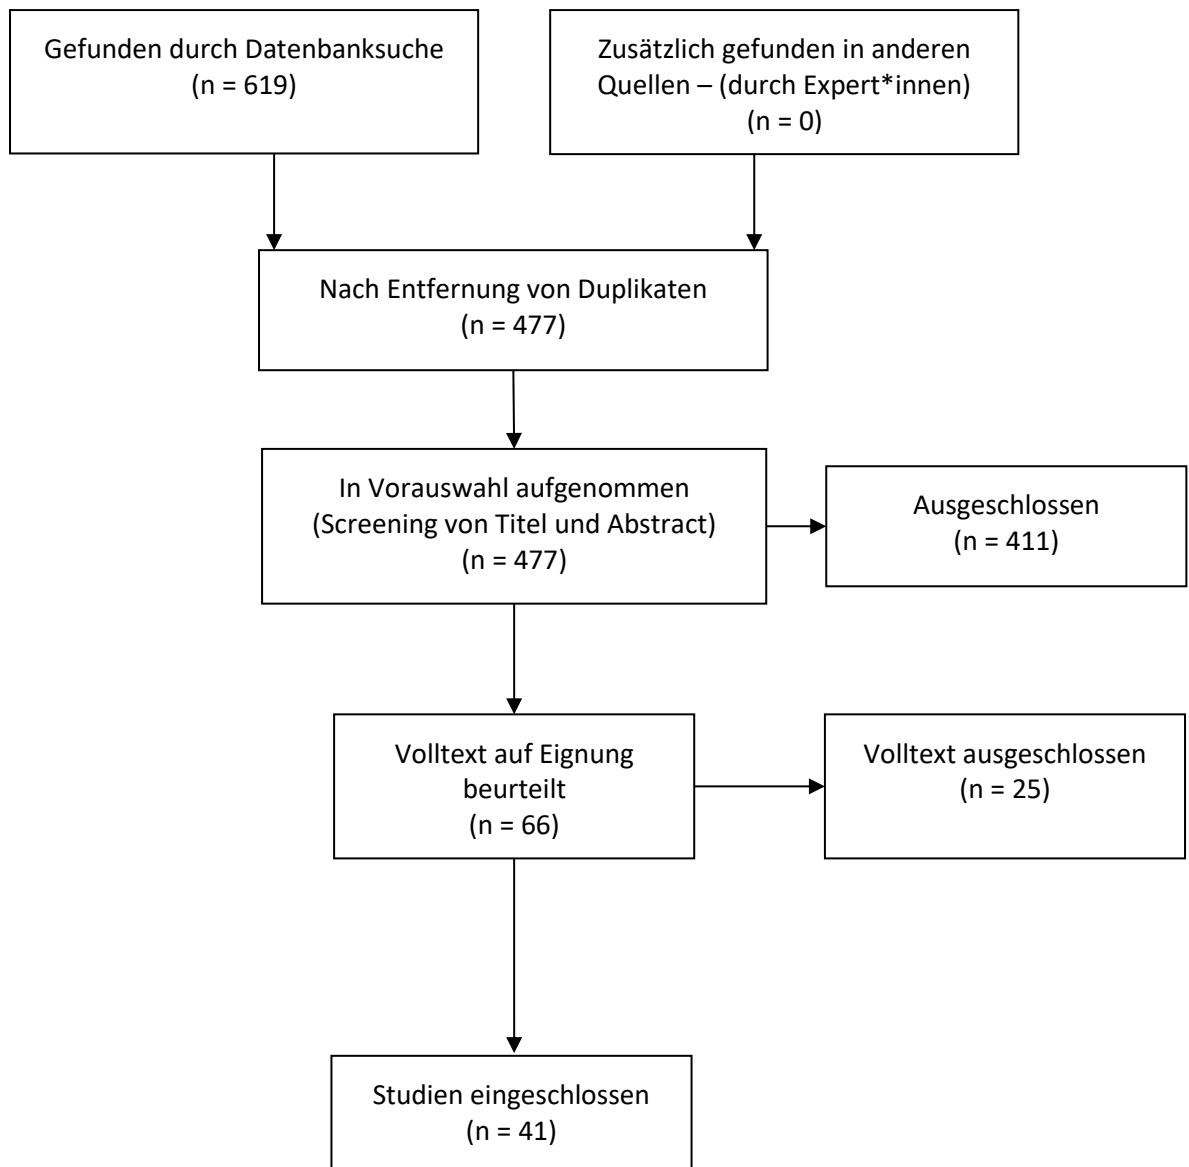 Gefunden durch Datenbanksuche
(n = 619)
Zusätzlich gefunden in anderen
Quellen – (durch Expert*innen)
(n = 0)
Nach Entfernung von Duplikaten
(n = 477)
In Vorauswahl aufgenommen
(Screening von Titel und Abstract)
(n = 477)
Ausgeschlossen
(n = 411)
Volltext auf Eignung
beurteilt
(n = 66)
Volltext ausgeschlossen
(n = 25)
Studien eingeschlossen
(n = 41)